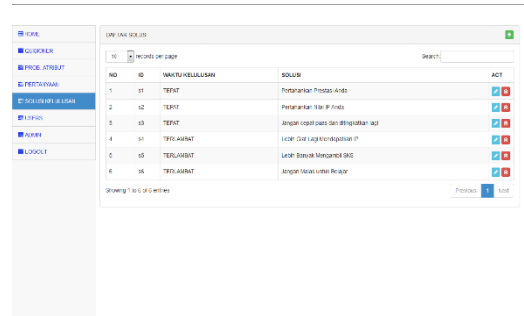 HOME
QUISIONER
PROB. ATRIBUT
PERTANYAAN
SOLUSI KELULUSAN
USERS
ADMIN
LOGOUT
DAFTAR SOLUSI
10 records per page
Search:
NO ID WAKTU KELULUSAN SOLUSI ACT
1 s1 TEPAT Pertahankan Prestasi Anda
2 s2 TEPAT Pertahankan Nilai IP Anda
3 s3 TEPAT Jangan cepat puas dan ditingkatkan lagi
4 s4 TERLAMBAT Lebih Giat Lagi Mendapatkan IP
5 s5 TERLAMBAT Lebih Banyak Mengambil SKS
6 s6 TERLAMBAT Jangan Malas untuk Belajar
Showing 1 to 6 of 6 entries
Previous 1 Next